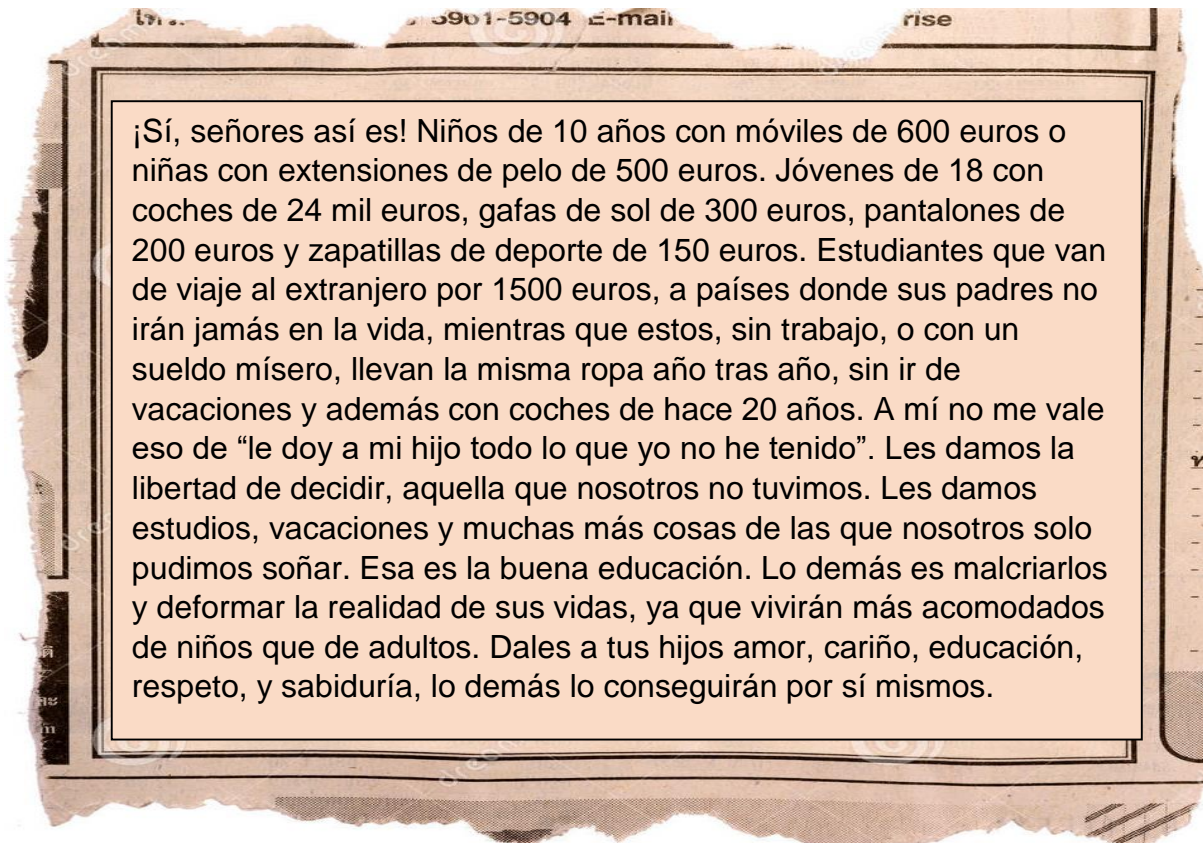 5901-5904 E-mail rise
¡Sí, señores así es! Niños de 10 años con móviles de 600 euros o
niñas con extensiones de pelo de 500 euros. Jóvenes de 18 con
coches de 24 mil euros, gafas de sol de 300 euros, pantalones de
200 euros y zapatillas de deporte de 150 euros. Estudiantes que van
de viaje al extranjero por 1500 euros, a países donde sus padres no
irán jamás en la vida, mientras que estos, sin trabajo, o con un
sueldo mísero, llevan la misma ropa año tras año, sin ir de
vacaciones y además con coches de hace 20 años. A mí no me vale
eso de “le doy a mi hijo todo lo que yo no he tenido”. Les damos la
libertad de decidir, aquella que nosotros no tuvimos. Les damos
estudios, vacaciones y muchas más cosas de las que nosotros solo
pudimos soñar. Esa es la buena educación. Lo demás es malcriarlos
y deformar la realidad de sus vidas, ya que vivirán más acomodados
de niños que de adultos. Dales a tus hijos amor, cariño, educación,
respeto, y sabiduría, lo demás lo conseguirán por sí mismos.